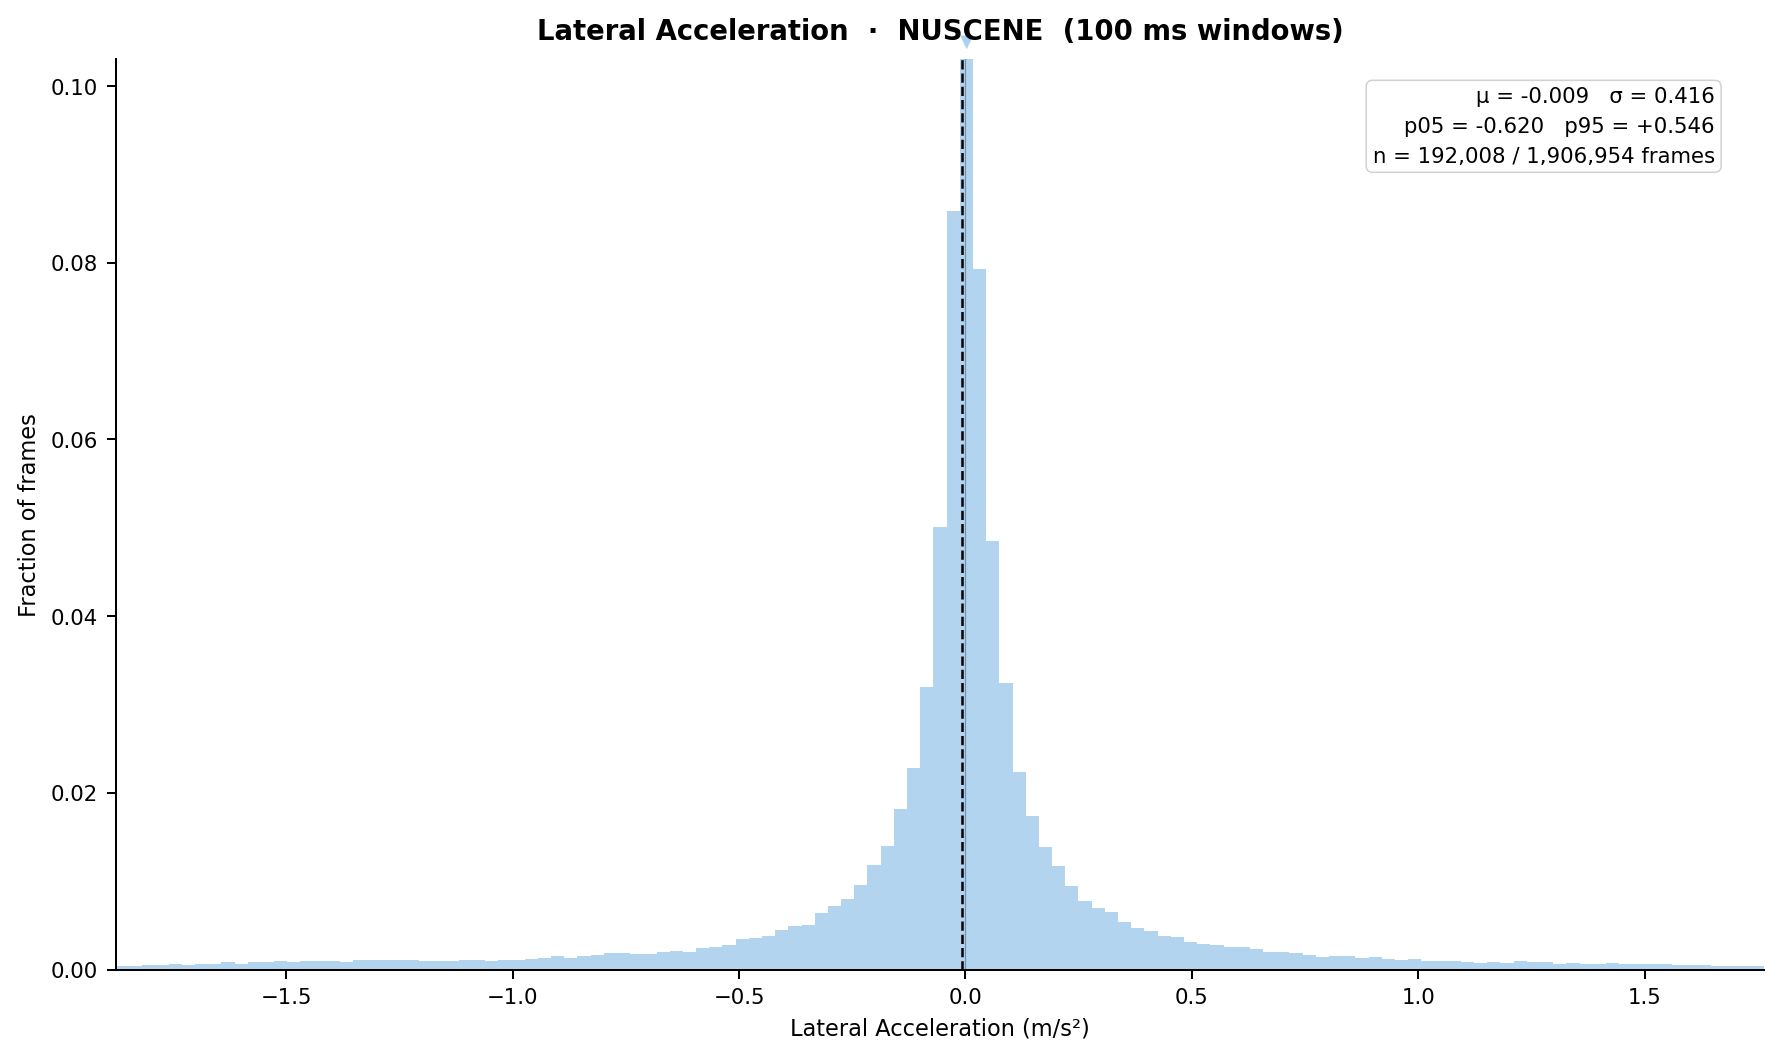 Lateral Acceleration · NUSCENE (100 ms windows)
μ = -0.009 σ = 0.416
p05 = -0.620 p95 = +0.546
n = 192,008 / 1,906,954 frames
0.10
0.08
0.06
0.04
0.02
0.00
Fraction of frames
−1.5 −1.0 −0.5 0.0 0.5 1.0 1.5
Lateral Acceleration (m/s²)